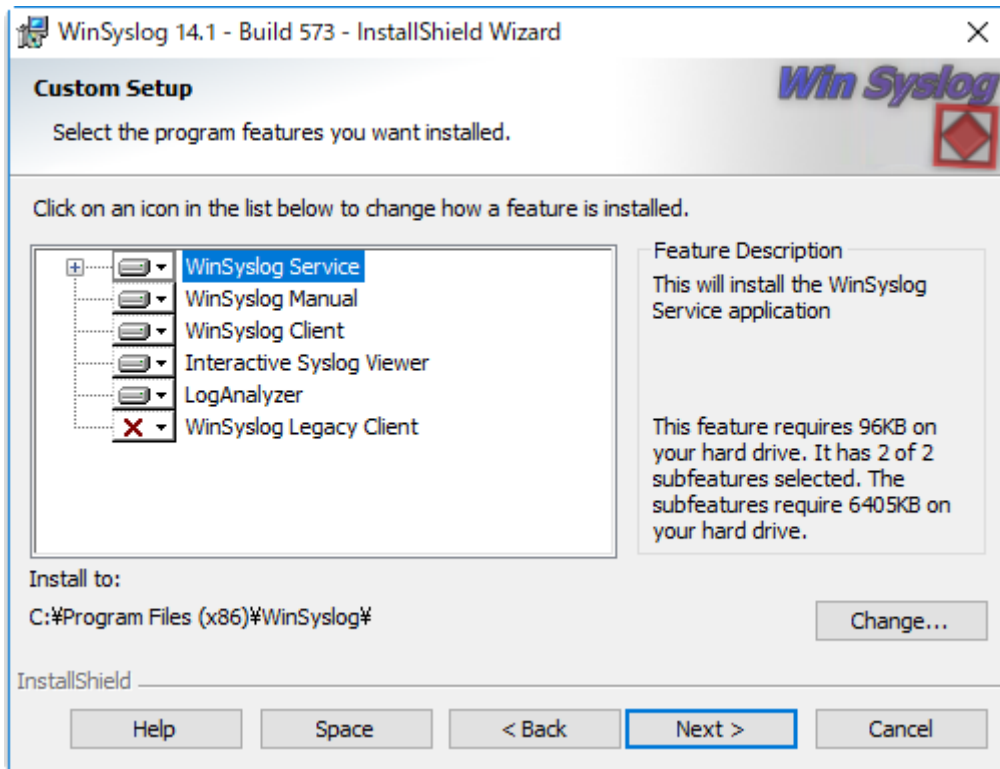 WinSyslog 14.1 - Build 573 - InstallShield Wizard
Custom Setup
Win Syslog
Select the program features you want installed.
Click on an icon in the list below to change how a feature is installed.
WinSyslog Service
WinSyslog Manual
WinSyslog Client
Interactive Syslog Viewer
LogAnalyzer
WinSyslog Legacy Client
Feature Description
This will install the WinSyslog
Service application
This feature requires 96KB on
your hard drive. It has 2 of 2
subfeatures selected. The
subfeatures require 6405KB on
your hard drive.
Install to:
C:¥Program Files (x86)¥WinSyslog¥
Change...
InstallShield
Help
Space
< Back
Next >
Cancel